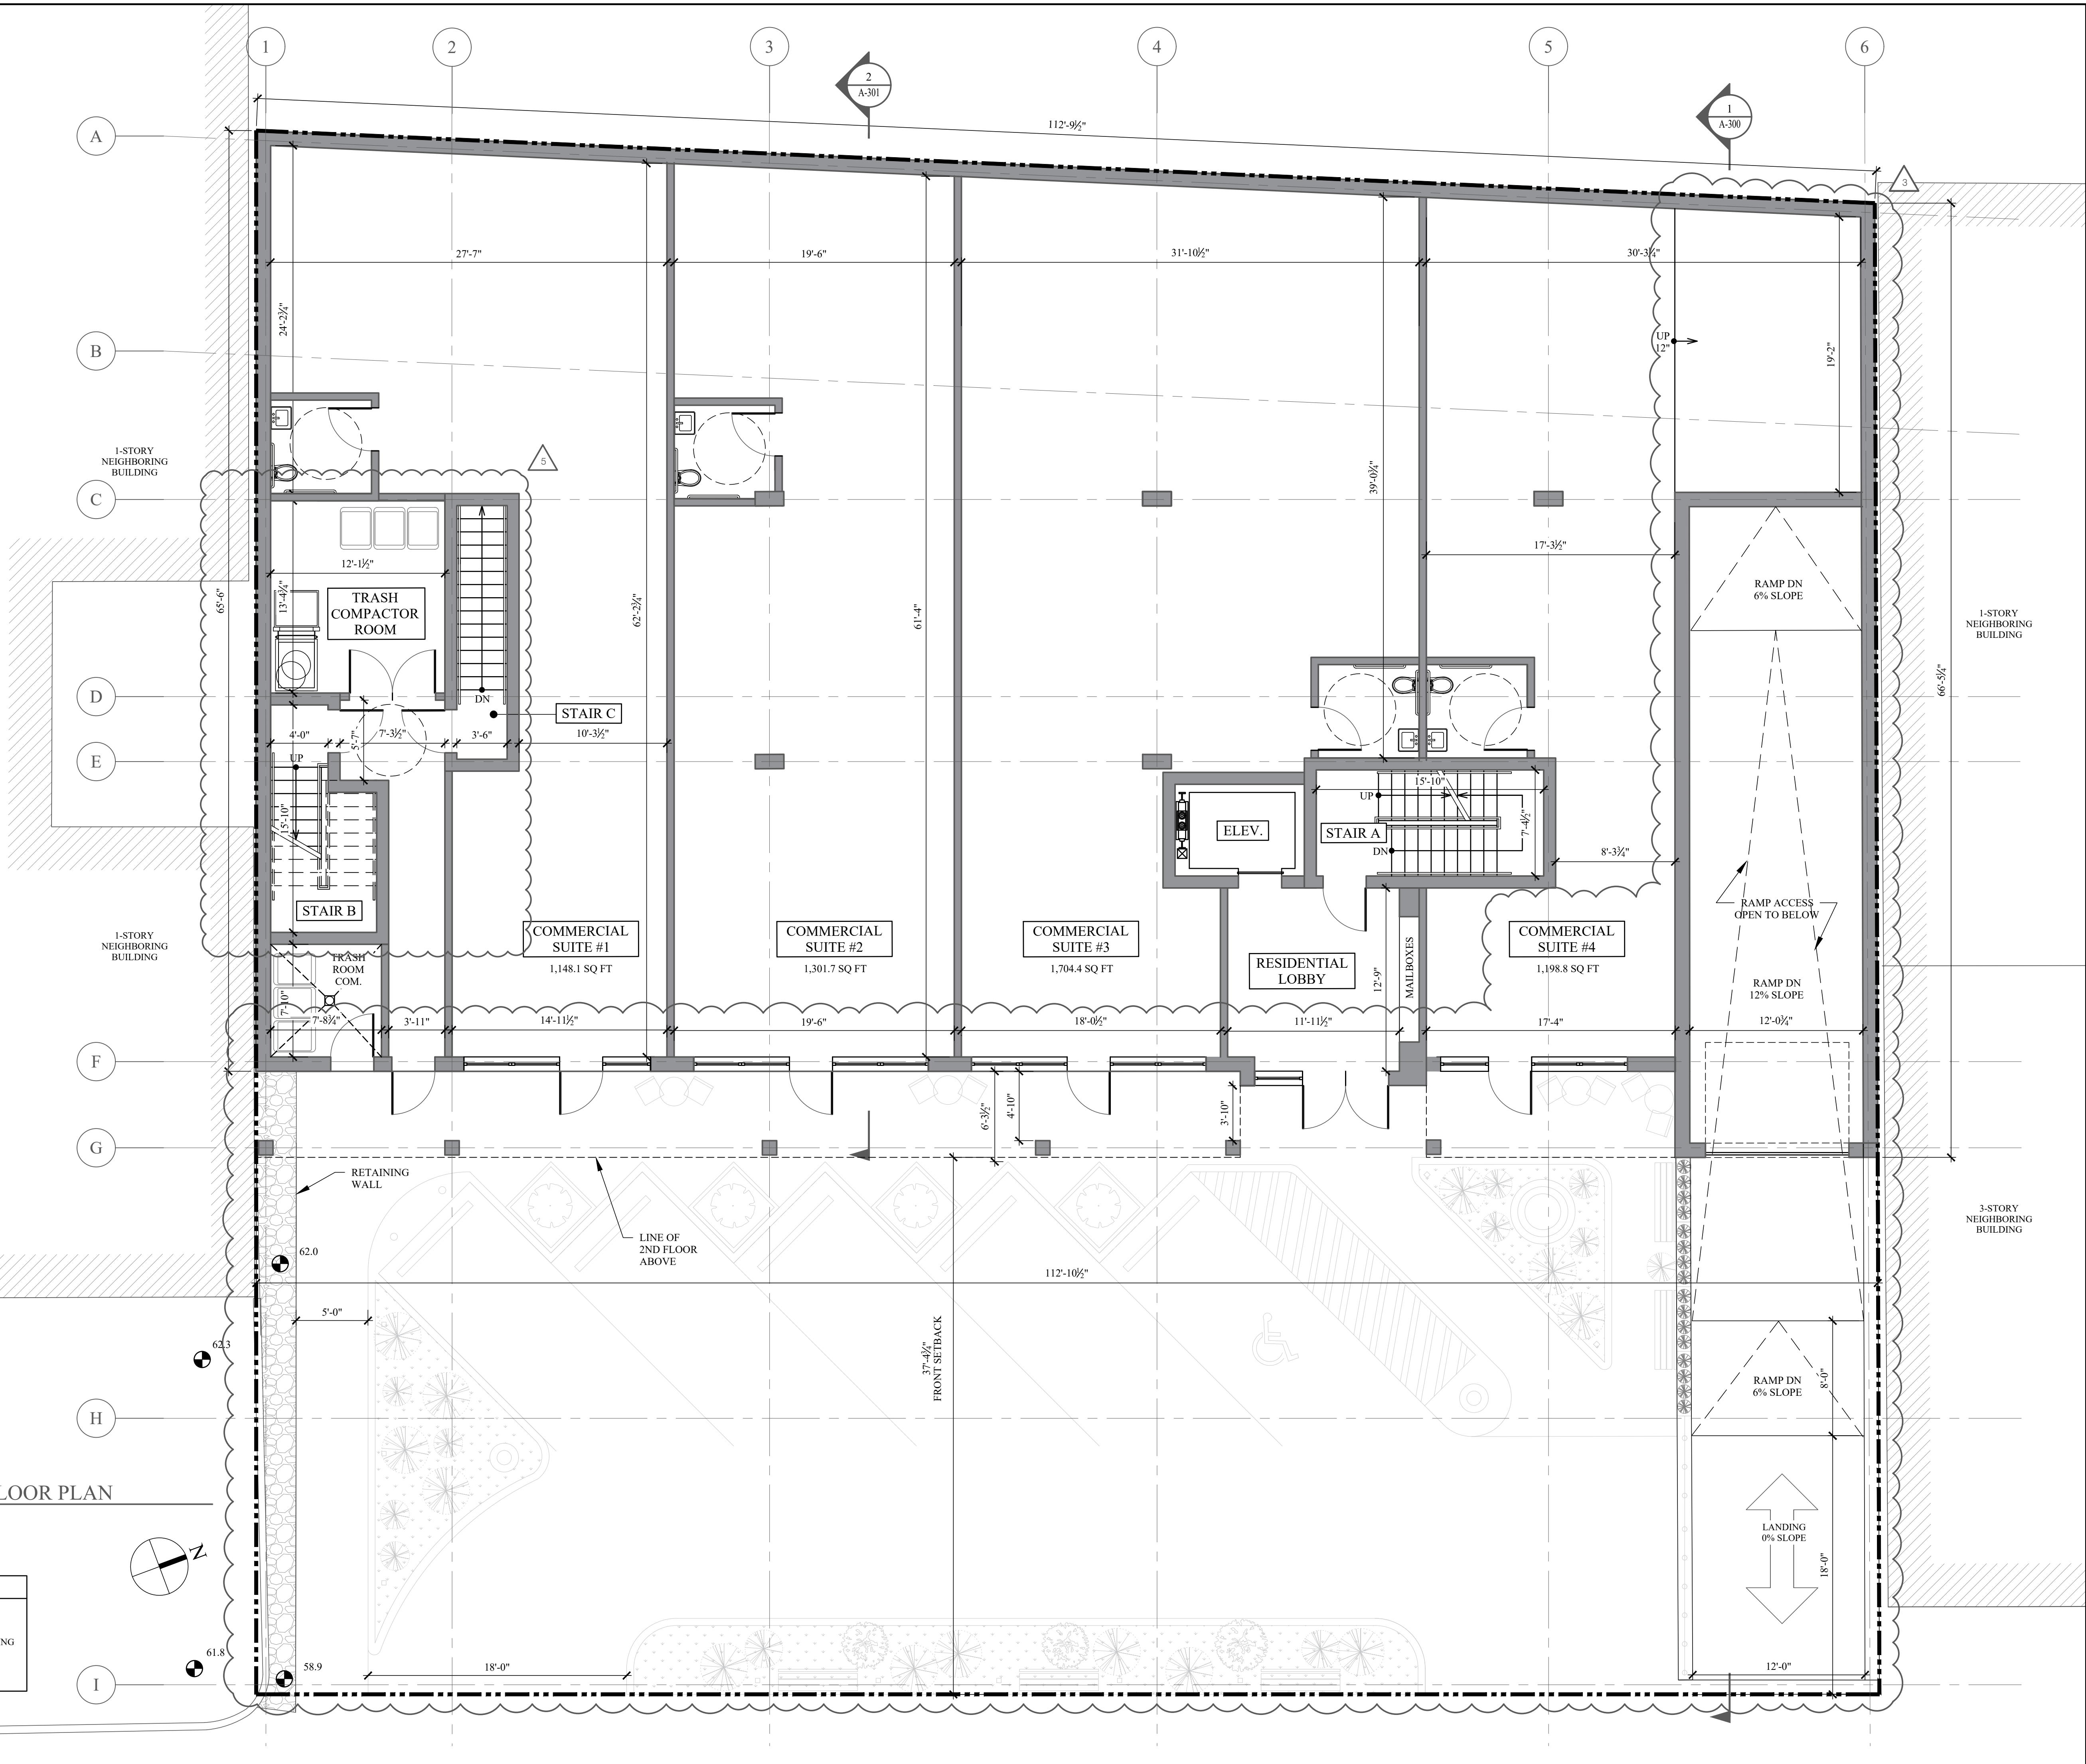 1
2
3
4
5
6
2
A-301
1
A-300
3
112'-9½"
A
B
C
D
E
F
G
H
I
27'-7"
19'-6"
31'-10½"
30'-3¼"
24'-2¾"
UP
12"
19'-2"
1-STORY
NEIGHBORING
BUILDING
5
39'-0¾"
17'-3½"
12'-1½"
13'-4¾"
TRASH
COMPACTOR
ROOM
65'-6"
62'-2¾"
61'-4"
RAMP DN
6% SLOPE
1-STORY
NEIGHBORING
BUILDING
66'-5¼"
DN
STAIR C
4'-0"
5'-7"
7'-3½"
3'-6"
10'-3½"
UP
15'-10"
STAIR B
ELEV.
15'-10"
UP
STAIR A
DN
7'-4½"
8'-3¾"
RAMP ACCESS
OPEN TO BELOW
1-STORY
NEIGHBORING
BUILDING
COMMERCIAL
SUITE #1
1,148.1 SQ FT
COMMERCIAL
SUITE #2
1,301.7 SQ FT
COMMERCIAL
SUITE #3
1,704.4 SQ FT
RESIDENTIAL
LOBBY
12'-9"
MAILBOXES
COMMERCIAL
SUITE #4
1,198.8 SQ FT
TRASH
ROOM
COM.
7'-10"
RAMP DN
12% SLOPE
7'-8¾"
3'-11"
14'-11½"
19'-6"
18'-0½"
11'-11½"
17'-4"
12'-0¾"
6'-3½"
4'-10"
3'-10"
RETAINING
WALL
LINE OF
2ND FLOOR
ABOVE
3-STORY
NEIGHBORING
BUILDING
62.0
112'-10½"
5'-0"
62.3
37'-4¾"
FRONT SETBACK
RAMP DN
6% SLOPE
8'-0"
LOOR PLAN
N
LANDING
0% SLOPE
18'-0"
NG
61.8
58.9
18'-0"
12'-0"